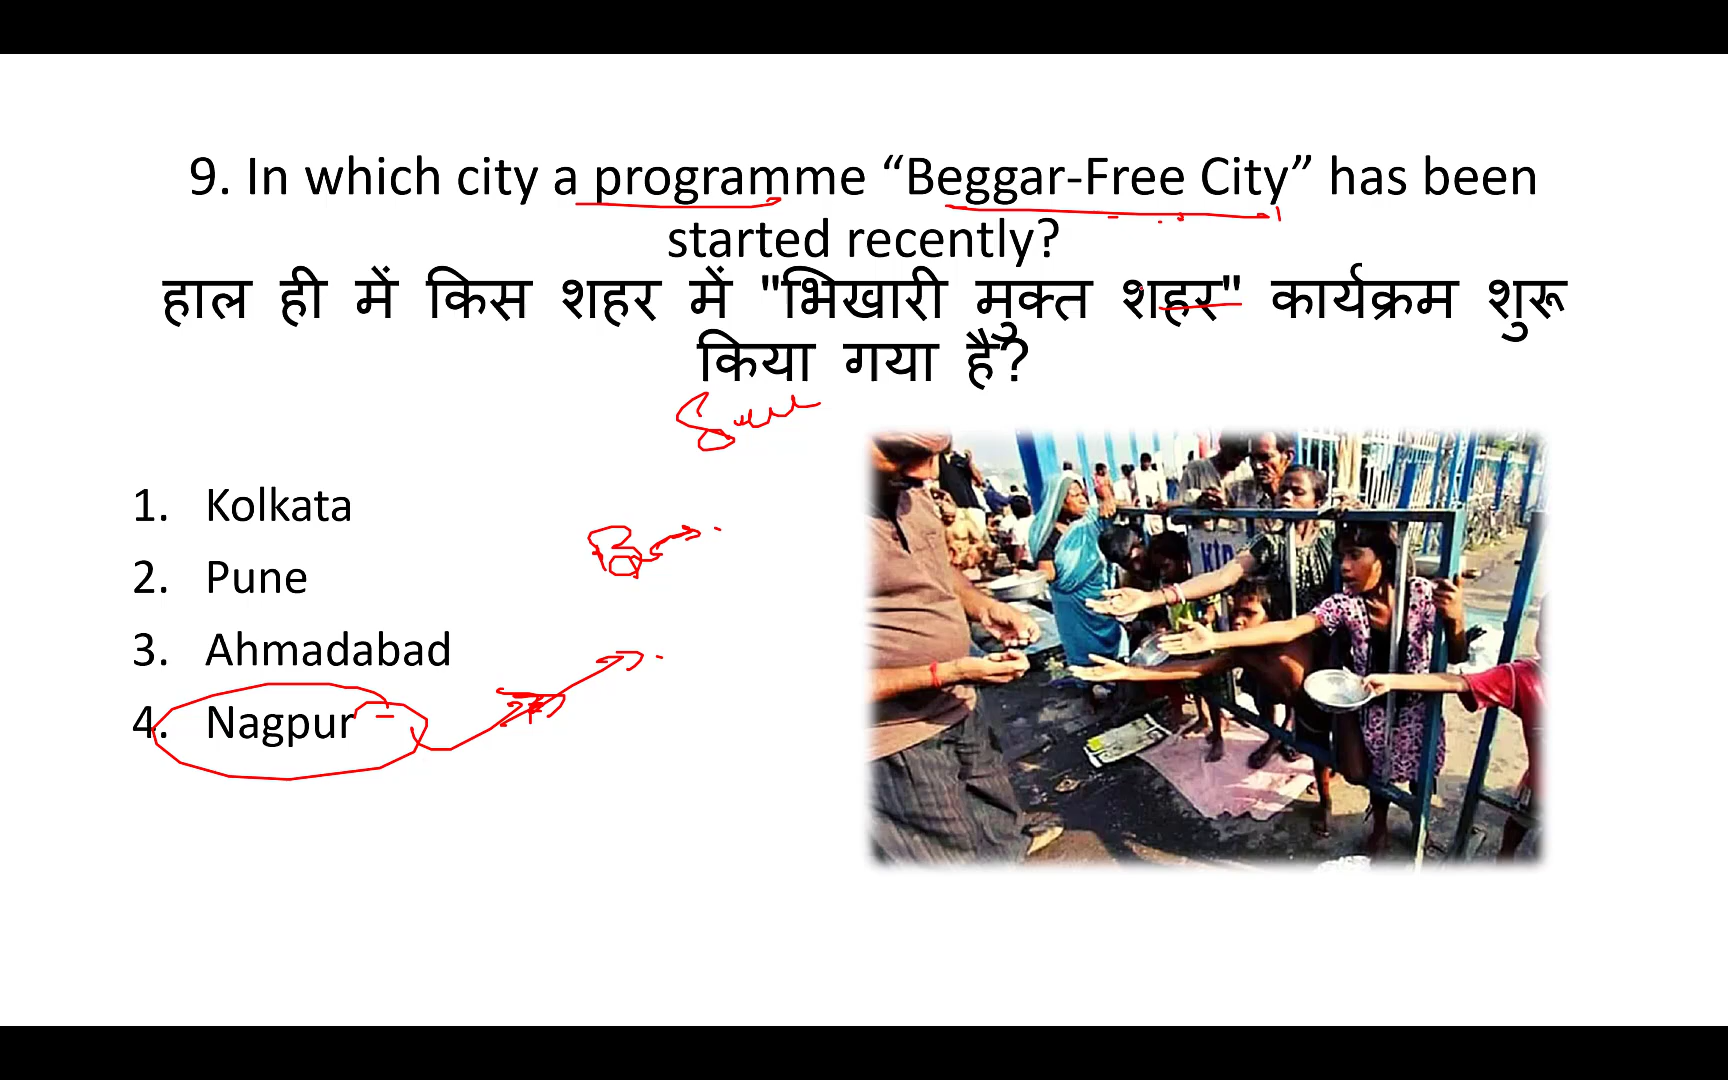 9. In which city a programme “Beggar-Free City” has been
started recently?
हाल ही में किस शहर में "भिखारी मुक्त शहर" कार्यक्रम शुरू
किया गया है?
1. Kolkata
2. Pune
3. Ahmadabad
4. Nagpur